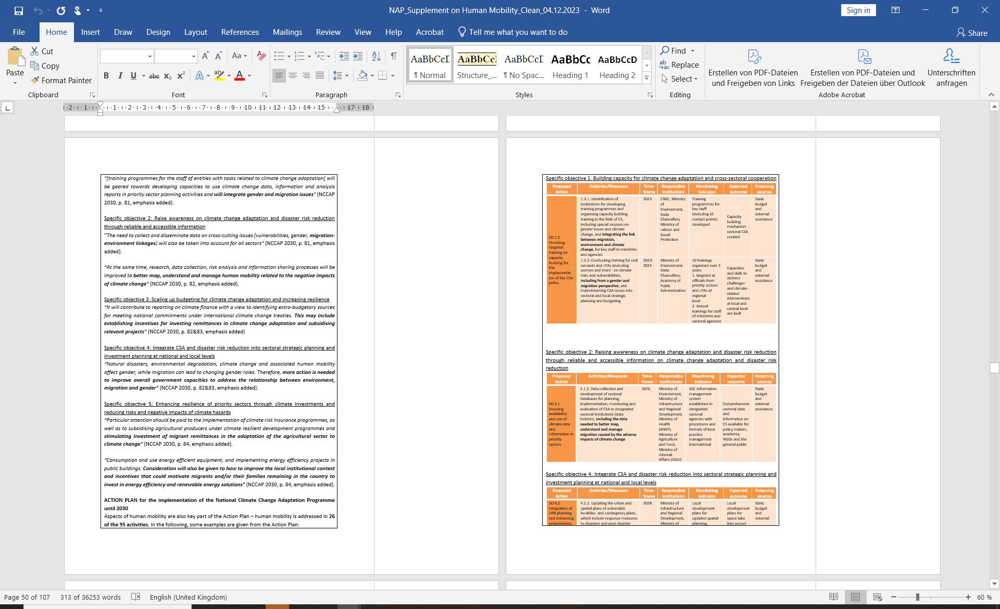 NAP_Supplement on Human Mobility_Clean_04.12.2023 - Word
Sign in
File Home Insert Draw Design Layout References Mailings Review View Help Acrobat Tell me what you want to do
Share
Paste
Cut
Copy
Format Painter
Clipboard
Aa
B I U abc X₂ X² A ab A
Font
Paragraph
AaBbCcI AaBbCcI AaBbCcI AaBbCc AaBbCcD
¶ Normal Structure_... ¶ No Spac... Heading 1 Heading 2
Styles
Find
Replace
Select
Editing
Erstellen von PDF-Dateien
und Freigeben von Links
Erstellen von PDF-Dateien und
Freigeben der Dateien über Outlook
Unterschriften
anfragen
Adobe Acrobat
2 1 1 2 3 4 5 6 7 8 9 10 11 12 13 14 15 17 18
“[training programmes for the staff of entities with tasks related to climate change adaptation] will
be geared towards developing capacities to use climate change data, information and analysis
reports in priority sector planning activities and will integrate gender and migration issues” (NCCAP
2030, p. 81, emphasis added).
Specific objective 2: Raise awareness on climate change adaptation and disaster risk reduction
through reliable and accessible information
“The need to collect and disseminate data on cross-cutting issues (vulnerabilities, gender, migration-
environment linkages) will also be taken into account for all sectors” (NCCAP 2030, p. 81, emphasis
added).
“At the same time, research, data collection, risk analysis and information sharing processes will be
improved to better map, understand and manage human mobility related to the negative impacts
of climate change” (NCCAP 2030, p. 82, emphasis added).
Specific objective 3: Scaling up budgeting for climate change adaptation and increasing resilience
“It will contribute to reporting on climate finance with a view to identifying extra-budgetary sources
for meeting national commitments under international climate change treaties. This may include
establishing incentives for investing remittances in climate change adaptation and subsidising
relevant projects” (NCCAP 2030, p. 82&83, emphasis added)
Specific objective 4: Integrate CSA and disaster risk reduction into sectoral strategic planning and
investment planning at national and local levels
“Natural disasters, environmental degradation, climate change and associated human mobility
affect gender, while migration can lead to changing gender roles. Therefore, more action is needed
to improve overall government capacities to address the relationship between environment,
migration and gender” (NCCAP 2030, p. 82&83, emphasis added).
Specific objective 5: Enhancing resilience of priority sectors through climate investments and
reducing risks and negative impacts of climate hazards
“Particular attention should be paid to the implementation of climate risk insurance programmes, as
well as to subsidising agricultural producers under climate resilient development programmes and
stimulating investment of migrant remittances in the adaptation of the agricultural sector to
climate change” (NCCAP 2030, p. 84, emphasis added).
“Consumption and use energy efficient equipment, and implementing energy efficiency projects in
public buildings. Consideration will also be given to how to improve the local institutional context
and incentives that could motivate migrants and/or their families remaining in the country to
invest in energy efficiency and renewable energy solutions” (NCCAP 2030, p. 84, emphasis added).
ACTION PLAN for the implementation of the National Climate Change Adaptation Programme
until 2030
Aspects of human mobility are also key part of the Action Plan – human mobility is addressed in 26
of the 95 activities. In the following, some examples are given from the Action Plan:
Specific objective 1: Building capacity for climate change adaptation and cross-sectoral cooperation
Proposed Activities/Measures Time- Responsible Monitoring Expected Financing
Action frame institutions indicator outcome sources
SO 1.3
Providing
targeted
training on
capacity
building for
the
implementat
ion of the CSA
policy
1.3.1. Identification of
institutions for developing
training programmes and
organising capacity building
training in the field of CS,
including special sessions on
gender issues and climate
change, and integrating the link
between migration,
environment and climate
change, for key staff in ministries
and agencies
2023
CNSC, Ministry
of
Environment,
State
Chancellery
Ministry of
Labour and
Social
Protection
Training
programmes for
key staff
(including SC
contact points)
developed
Capacity
building
mechanism
sectoral CSA
created
State
budget
and
external
assistance
1.3.3. Conducting training for civil
servants and LPAs (including
women and men) - on climate
risks and vulnerabilities,
including from a gender and
migration perspective, and
mainstreaming CSA issues into
sectoral and local strategic
planning and budgeting
2023-
2024
Ministry of
Environment,
State
Chancellery,
Academy of
Public
Administration
10 trainings
organised over 2
years:
1. targeted at
officials from
priority sectors
and LPAs at
regional
level
2. Annual
trainings for staff
of ministries and
sectoral agencies
Capacities
and skills to
address
challenges
and climate-
related
interventions
at local and
central level
are built
State
budget
and
external
assistance
Specific objective 2: Raising awareness on climate change adaptation and disaster risk reduction
through reliable and accessible information on climate change adaptation and disaster risk
reduction
Proposed Activities/Measures Time- Responsible Monitoring Expected Financing
Action frame institutions indicator outcome sources
SO 2.1.
Ensuring
availability
and use of
climate data
and
information in
priority
sectors
2.1.2. Data collection and
development of sectoral
databases for planning,
implementation, monitoring and
evaluation of CSA in designated
sectoral institutions (data
holders), including the data
needed to better map,
understand and manage
migration caused by the adverse
impacts of climate change
2026
Ministry of
Environment,
Ministry of
Infrastructure
and Regional
Development,
Ministry of
Health
(ANSP),
Ministry of
Agriculture
and Food,
Ministry of
Internal
Affairs (IGSU)
ASC information
management
system
established in
designated
sectoral
agencies with
procedures and
formats of best
practice
management
international
Comprehensive
sectoral data
and
information on
CS available for
policy makers,
academia,
NGOs and the
general public
State
budget
and
external
assistance
Specific objective 4: Integrate CSA and disaster risk reduction into sectoral strategic planning and
investment planning at national and local levels
Proposed Activities/Measures Time- Responsible Monitoring Expected Financing
Action frame institutions indicator outcome sources
SO 4.2.
Integration of
DRR planning
and enhancing
preparedness
4.2.2. Updating the urban and
spatial plans of vulnerable
localities and contingency plans,
which include response measures
to disasters and post-disaster
2028
Ministry of
Infrastructure
and Regional
Development,
Ministry of
Local
development
plans for
updated spatial
planning,
Local
development
plans for
space take
into accout
State
budget
and
external
Page 50 of 107 313 of 36253 words English (United Kingdom)
60 %